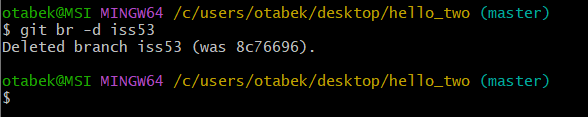 otabek@MSI MINGW64 /c/users/otabek/desktop/hello_two (master)
$ git br -d iss53
Deleted branch iss53 (was 8c76696).
otabek@MSI MINGW64 /c/users/otabek/desktop/hello_two (master)
$